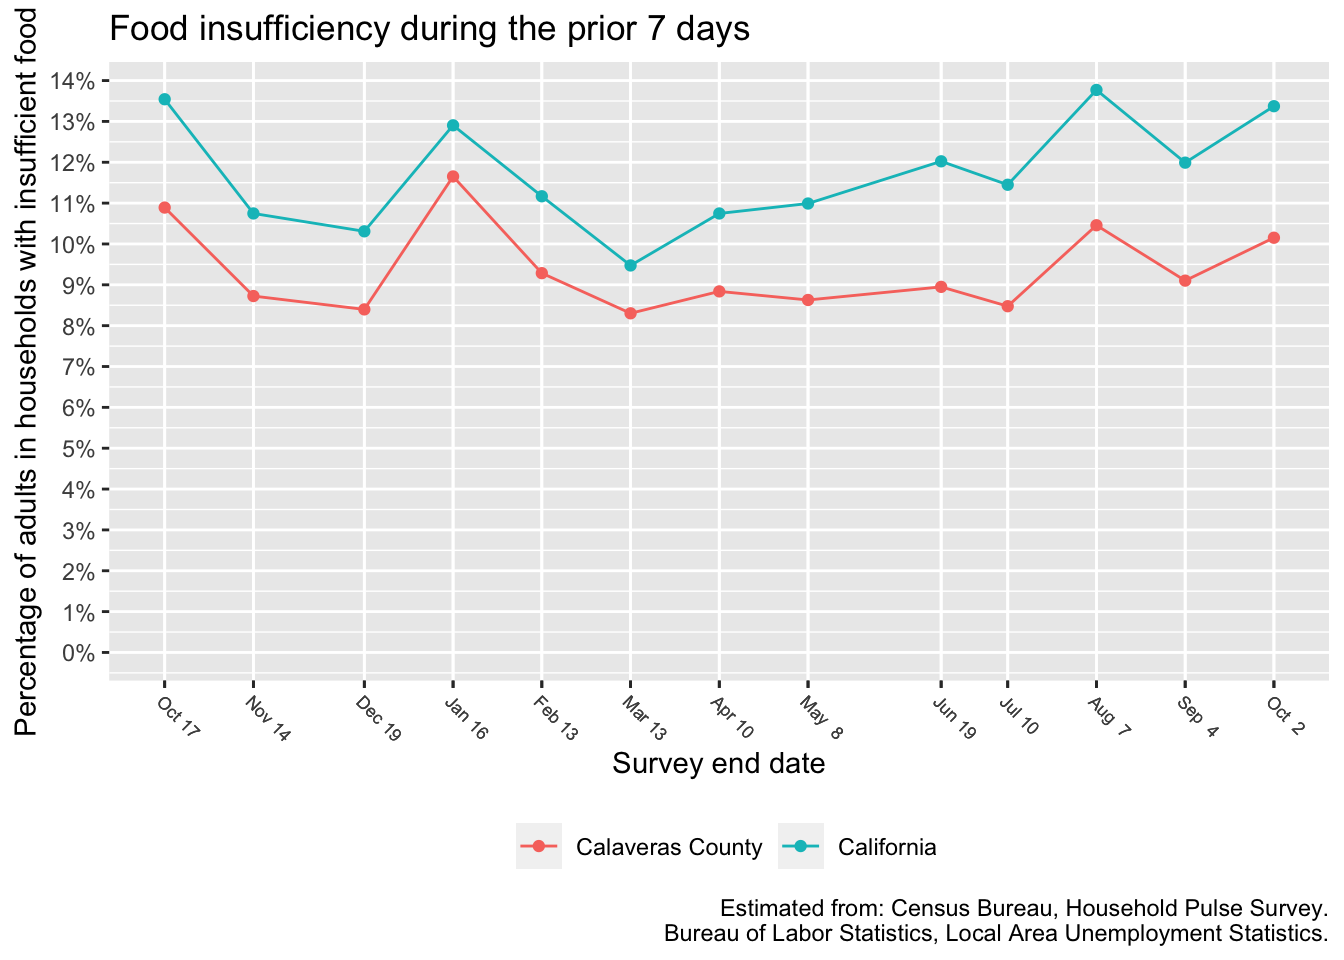 Food insufficiency during the prior 7 days
Percentage of adults in households with insufficient food
14%
13%
12%
11%
10%
9%
8%
7%
6%
5%
4%
3%
2%
1%
0%
Oct 17
Nov 14
Dec 19
Jan 16
Feb 13
Mar 13
Apr 10
May 8
Jun 19
Jul 10
Aug 7
Sep 4
Oct 2
Survey end date
Calaveras County
California
Estimated from: Census Bureau, Household Pulse Survey.
Bureau of Labor Statistics, Local Area Unemployment Statistics.